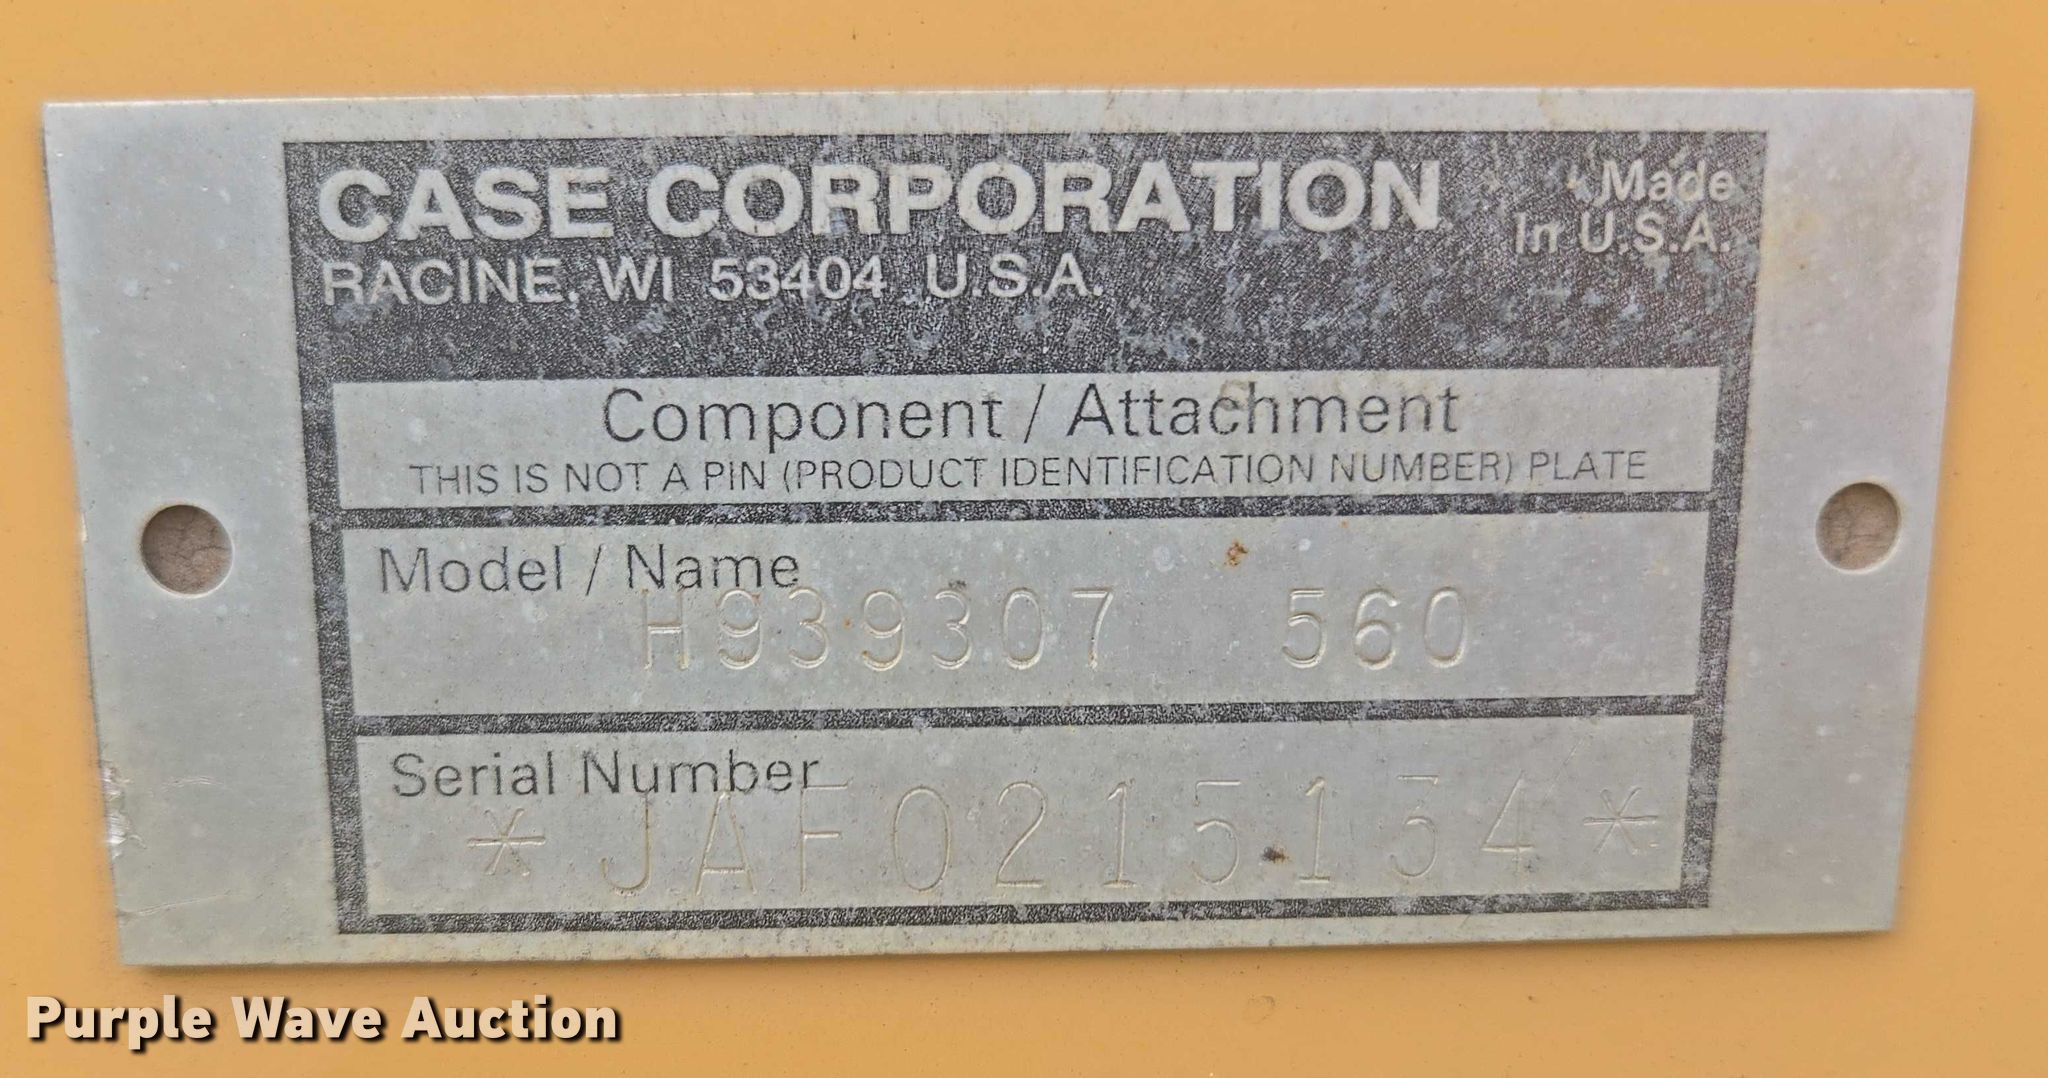 CASE CORPORATION
Made
In U.S.A.
RACINE, WI 53404 U.S.A.
Component / Attachment
THIS IS NOT A PIN (PRODUCT IDENTIFICATION NUMBER) PLATE
Model / Name
H939307 560
Serial Number
*JAF0215134*
Purple Wave Auction